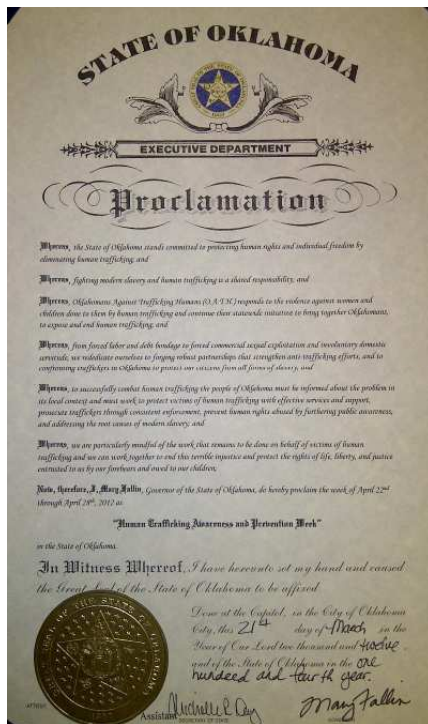 STATE OF OKLAHOMA
EXECUTIVE DEPARTMENT
Proclamation
Whereas, the State of Oklahoma stands committed to protecting human rights and individual freedom by
eliminating human trafficking; and
Whereas, fighting modern slavery and human trafficking is a shared responsibility; and
Whereas, Oklahomans Against Trafficking Humans (O.A.T.H.) responds to the violence against women and
children done to them by human trafficking and continue their statewide initiative to bring together Oklahomans,
to expose and end human trafficking; and
Whereas, from forced labor and debt bondage to forced commercial sexual exploitation and involuntary domestic
servitude, we rededicate ourselves to forging robust partnerships that strengthen anti-trafficking efforts, and to
confronting traffickers in Oklahoma to protect our citizens from all forms of slavery, and
Whereas, to successfully combat human trafficking the people of Oklahoma must be informed about the problem in
its local context and must work to protect victims of human trafficking with effective services and support,
prosecute traffickers through consistent enforcement, prevent human rights abused by furthering public awareness,
and addressing the root causes of modern slavery; and
Whereas, we are particularly mindful of the work that remains to be done on behalf of victims of human
trafficking and we can work together to end this terrible injustice and protect the rights of life, liberty, and justice
entrusted to us by our forebears and owed to our children;
Now, therefore, I, Mary Fallin, Governor of the State of Oklahoma, do hereby proclaim the week of April 22nd
through April 28th, 2012 as
"Human Trafficking Awareness and Prevention Week"
in the State of Oklahoma.
In Witness Whereof, I have hereunto set my hand and caused
the Great Seal of the State of Oklahoma to be affixed
Done at the Capitol, in the City of Oklahoma
City, this 21st day of March in the
Year of Our Lord two thousand and twelve,
and of the State of Oklahoma in the one
hundred and fourth year.
Assistant
SECRETARY OF STATE
Mary Fallin